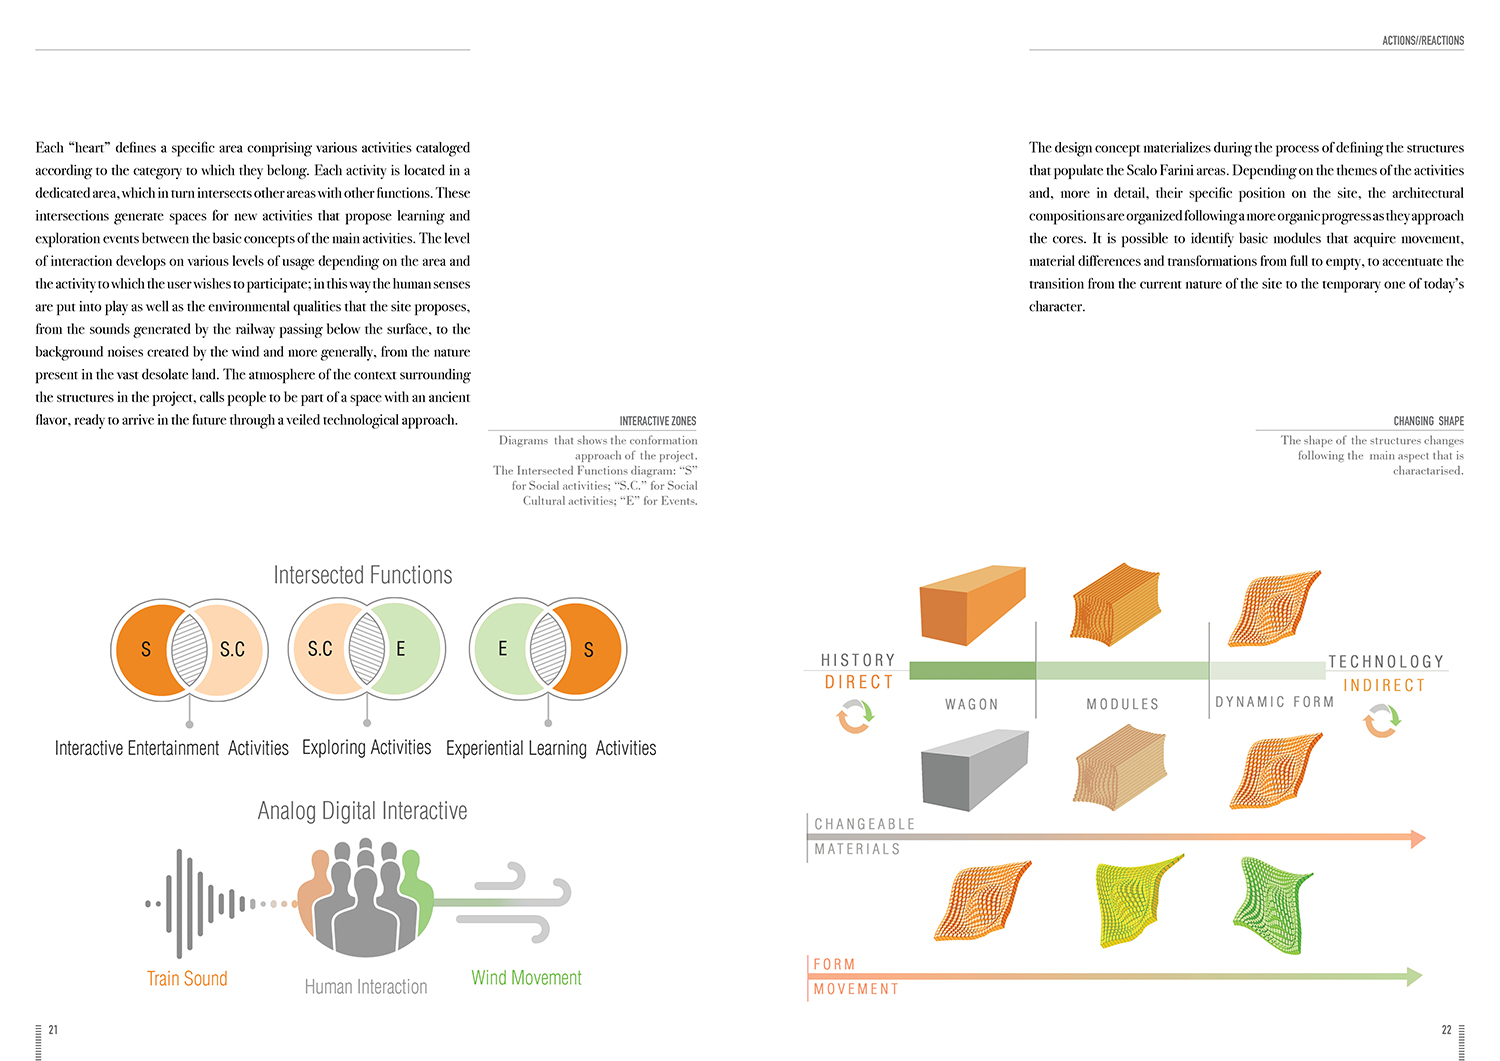 Each “heart” defines a specific area comprising various activities cataloged
according to the category to which they belong. Each activity is located in a
dedicated area, which in turn intersects other areas with other functions. These
intersections generate spaces for new activities that propose learning and
exploration events between the basic concepts of the main activities. The level
of interaction develops on various levels of usage depending on the area and
the activity to which the user wishes to participate; in this way the human senses
are put into play as well as the environmental qualities that the site proposes,
from the sounds generated by the railway passing below the surface, to the
background noises created by the wind and more generally, from the nature
present in the vast desolate land. The atmosphere of the context surrounding
the structures in the project, calls people to be part of a space with an ancient
flavor, ready to arrive in the future through a veiled technological approach.
INTERACTIVE ZONES
Diagrams that shows the conformation
approach of the project.
The Intersected Functions diagram: “S”
for Social activities; “S.C.” for Social
Cultural activities; “E” for Events.
Intersected Functions
S S.C S.C E E S
Interactive Entertainment Activities Exploring Activities Experiential Learning Activities
Analog Digital Interactive
Train Sound Human Interaction Wind Movement
21
ACTIONS//REACTIONS
The design concept materializes during the process of defining the structures
that populate the Scalo Farini areas. Depending on the themes of the activities
and, more in detail, their specific position on the site, the architectural
compositions are organized following a more organic progress as they approach
the cores. It is possible to identify basic modules that acquire movement,
material differences and transformations from full to empty, to accentuate the
transition from the current nature of the site to the temporary one of today’s
character.
CHANGING SHAPE
The shape of the structures changes
following the main aspect that is
charactarised.
HISTORY TECHNOLOGY
DIRECT INDIRECT
WAGON MODULES DYNAMIC FORM
CHANGEABLE
MATERIALS
FORM
MOVEMENT
22